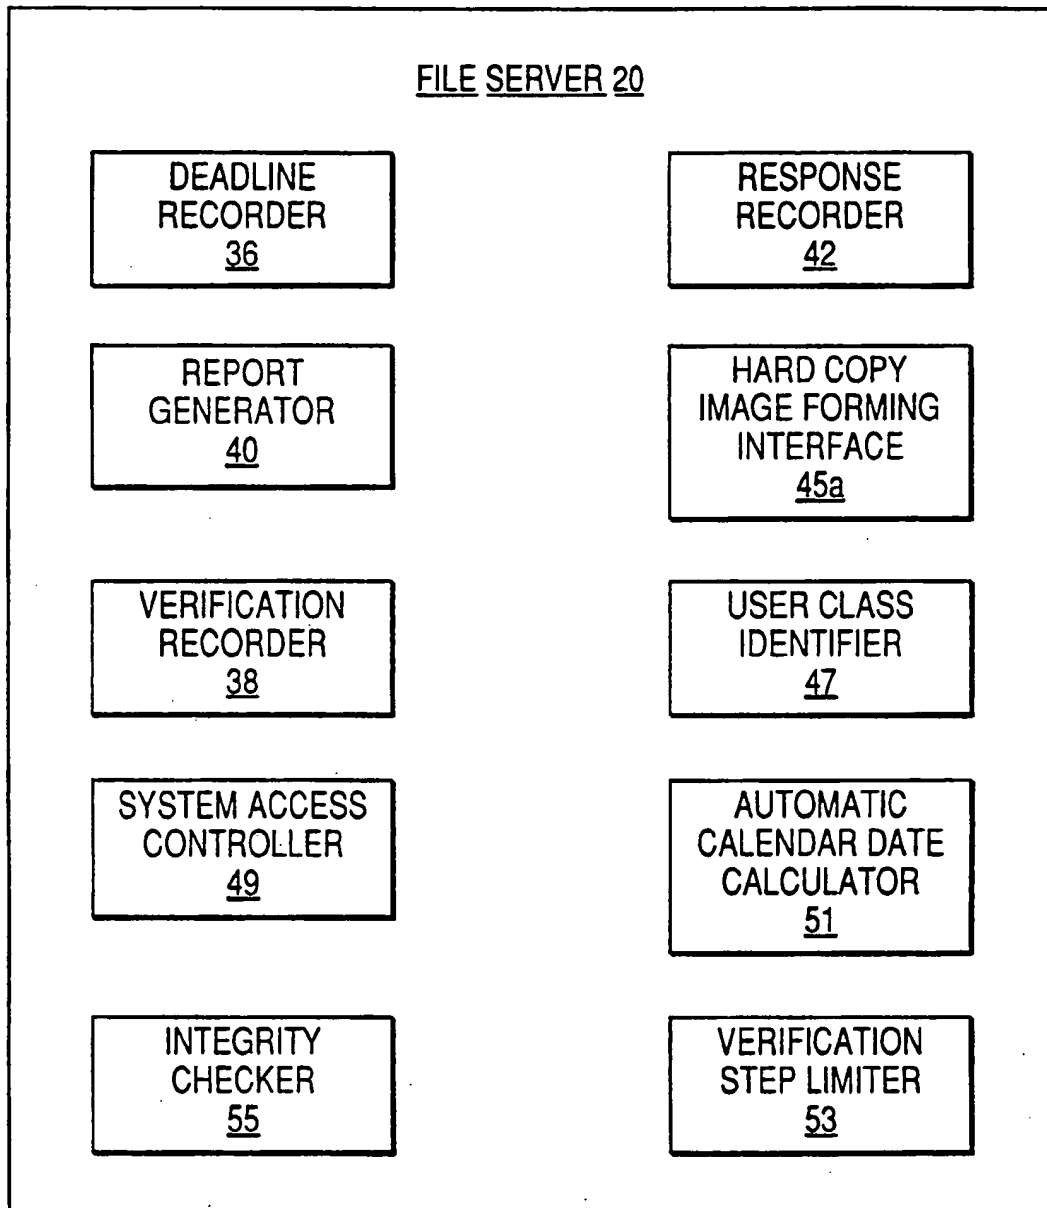 FILE SERVER 20
DEADLINE
RECORDER
36
RESPONSE
RECORDER
42
REPORT
GENERATOR
40
HARD COPY
IMAGE FORMING
INTERFACE
45a
VERIFICATION
RECORDER
38
USER CLASS
IDENTIFIER
47
SYSTEM ACCESS
CONTROLLER
49
AUTOMATIC
CALENDAR DATE
CALCULATOR
51
INTEGRITY
CHECKER
55
VERIFICATION
STEP LIMITER
53